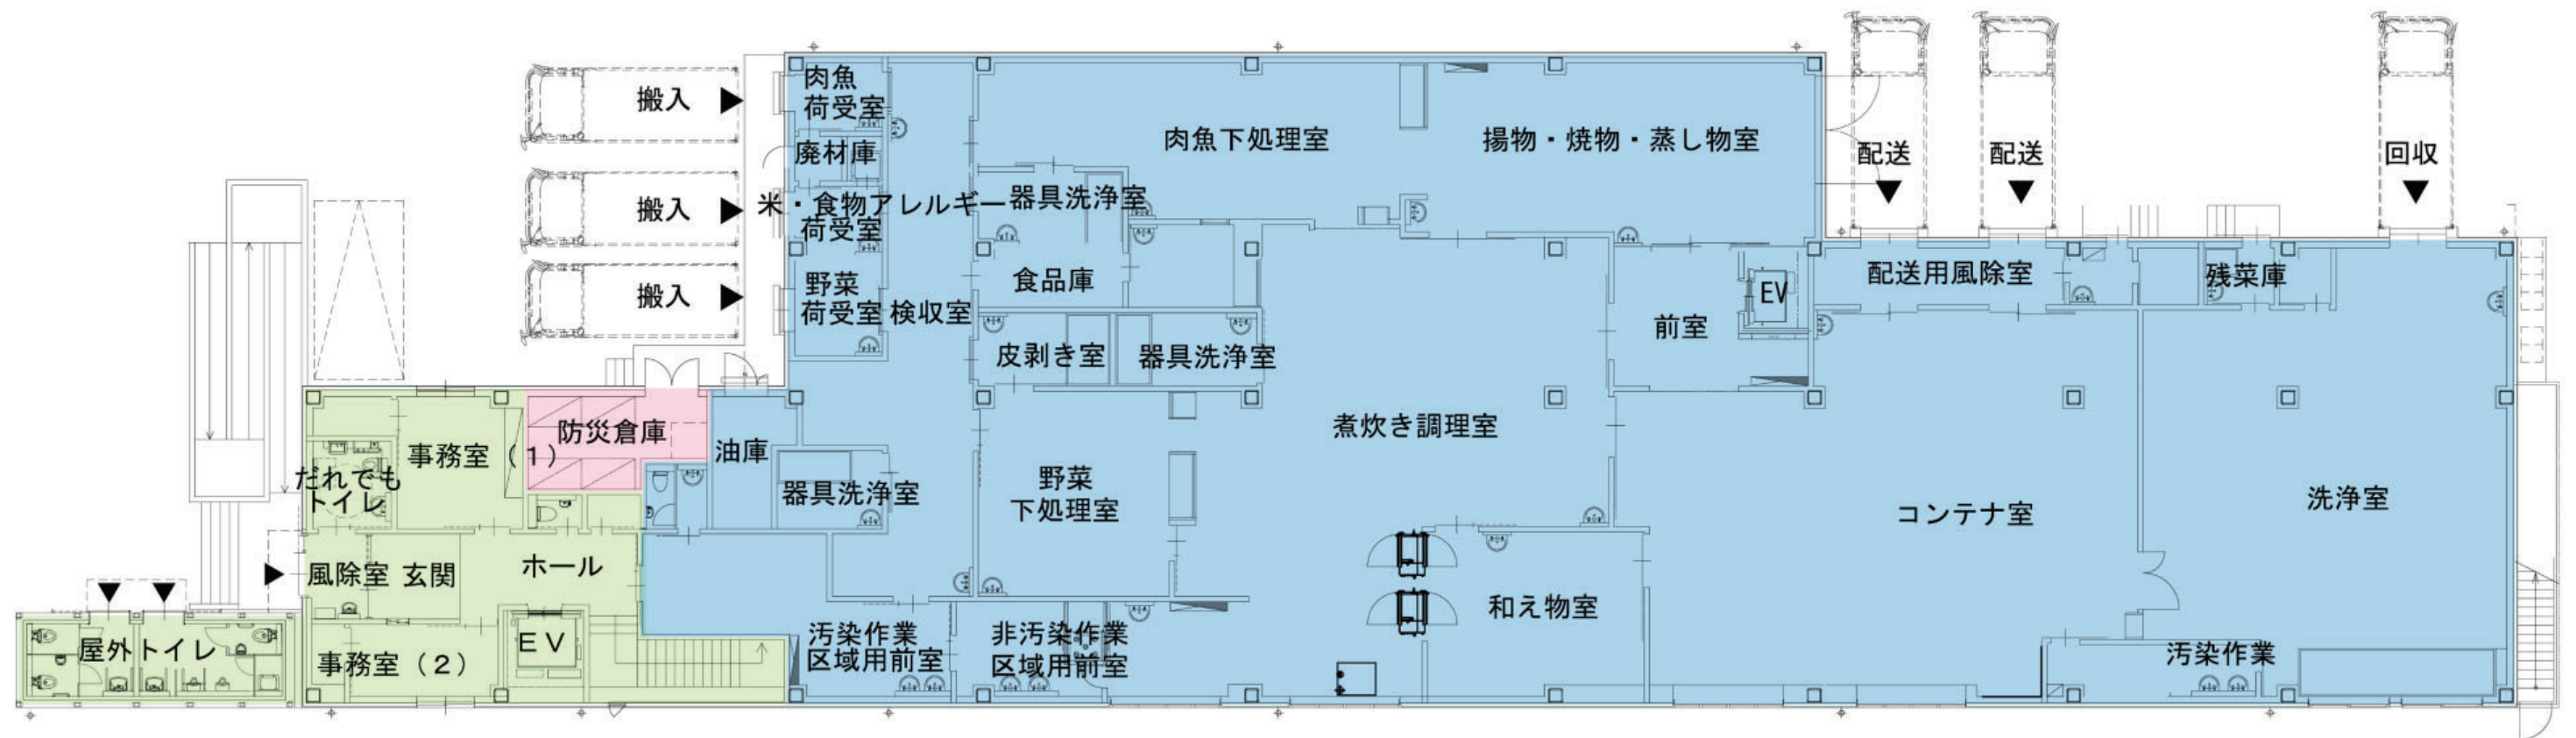 搬入
搬入
搬入
肉魚
荷受室
廃材庫
米・食物アレルギー
荷受室
野菜
荷受室
検収室
肉魚下処理室
揚物・焼物・蒸し物室
器具洗浄室
食品庫
皮剥き室
器具洗浄室
前室
EV
配送
配送
回収
配送用風除室
残菜庫
防災倉庫
事務室（1）
だれでも
トイレ
油庫
器具洗浄室
野菜
下処理室
煮炊き調理室
コンテナ室
洗浄室
風除室
玄関
ホール
和え物室
屋外トイレ
事務室（2）
EV
汚染作業
区域用前室
非汚染作業
区域用前室
汚染作業